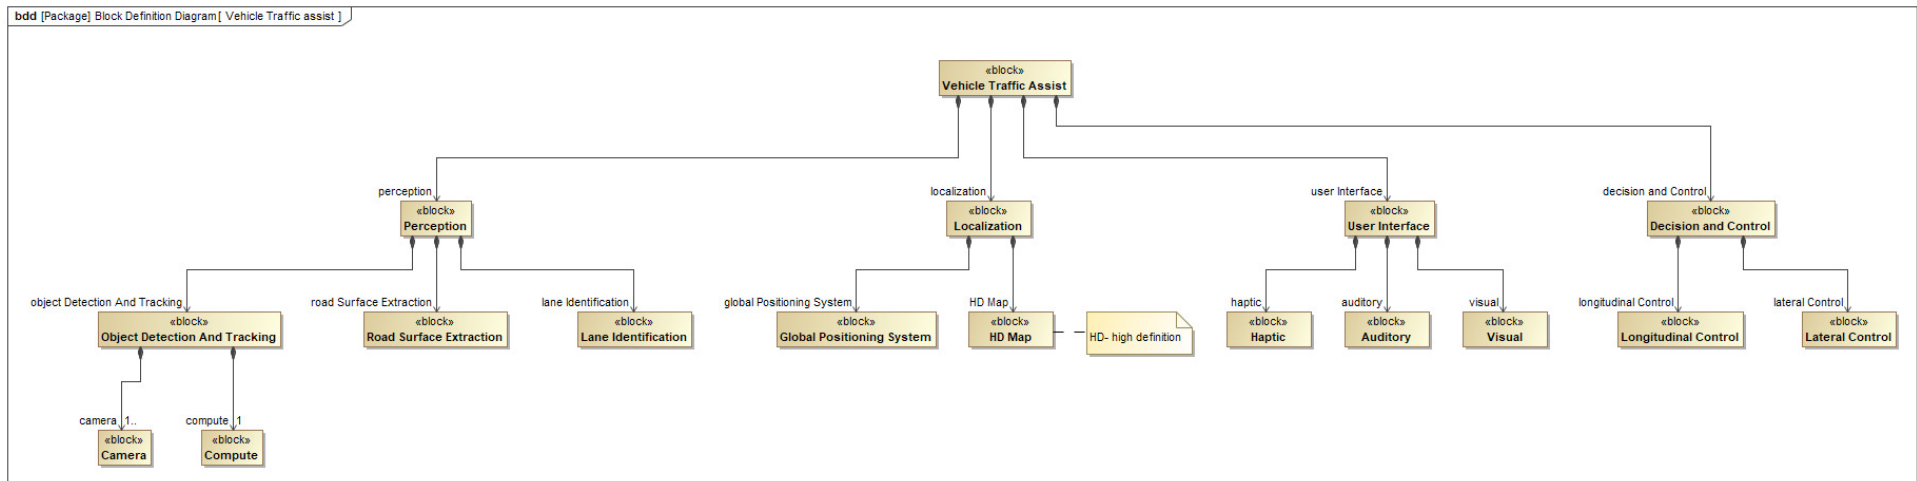 bdd [Package] Block Definition Diagram[ Vehicle Traffic assist ]
«block»
Vehicle Traffic Assist
perception
localization
user Interface
decision and Control
«block»
Perception
«block»
Localization
«block»
User Interface
«block»
Decision and Control
object Detection And Tracking
road Surface Extraction
lane Identification
global Positioning System
HD Map
haptic
auditory
visual
longitudinal Control
lateral Control
«block»
Object Detection And Tracking
«block»
Road Surface Extraction
«block»
Lane Identification
«block»
Global Positioning System
«block»
HD Map
HD- high definition
«block»
Haptic
«block»
Auditory
«block»
Visual
«block»
Longitudinal Control
«block»
Lateral Control
camera 1..
compute 1
«block»
Camera
«block»
Compute